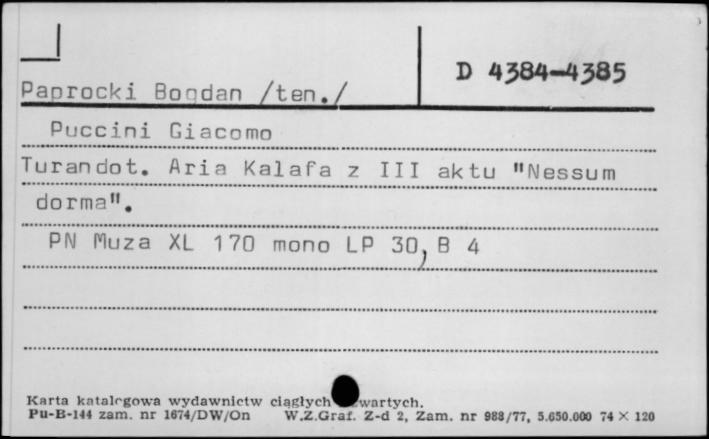 D 4384-4385
Paprocki Bogdan /ten./
Puccini Giacomo
Turandot. Aria Kalafa z III aktu "Nessum
dorma".
PN Muza XL 170 mono LP 30, B 4
Karta katalogowa wydawnictw ciągłych zwartych.
Pu-B-144 zam. nr 1674/DW/On W.Z.Graf. Z-d 2, Zam. nr 988/77, 5.650.000 74 × 120